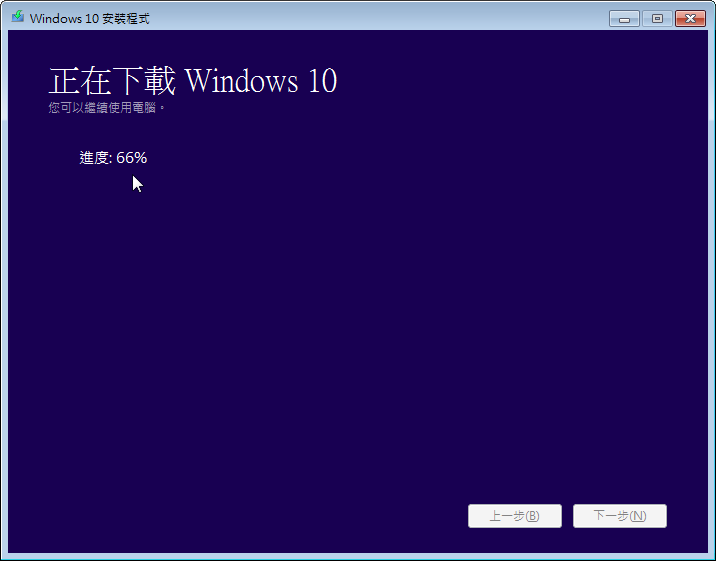 Windows 10 安裝程式
正在下載 Windows 10
您可以繼續使用電腦。
進度: 66%
上一步(B)
下一步(N)